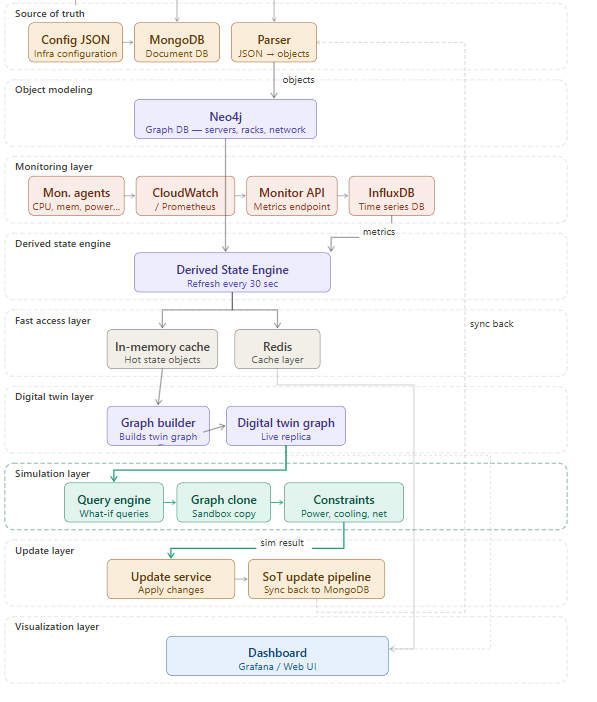 Source of truth
Config JSON
Infra configuration
MongoDB
Document DB
Parser
JSON → objects
objects
Object modeling
Neo4j
Graph DB — servers, racks, network
Monitoring layer
Mon. agents
CPU, mem, power...
CloudWatch
/ Prometheus
Monitor API
Metrics endpoint
InfluxDB
Time series DB
metrics
Derived state engine
Derived State Engine
Refresh every 30 sec
Fast access layer
In-memory cache
Hot state objects
Redis
Cache layer
sync back
Digital twin layer
Graph builder
Builds twin graph
Digital twin graph
Live replica
Simulation layer
Query engine
What-if queries
Graph clone
Sandbox copy
Constraints
Power, cooling, net
sim result
Update layer
Update service
Apply changes
SoT update pipeline
Sync back to MongoDB
Visualization layer
Dashboard
Grafana / Web UI